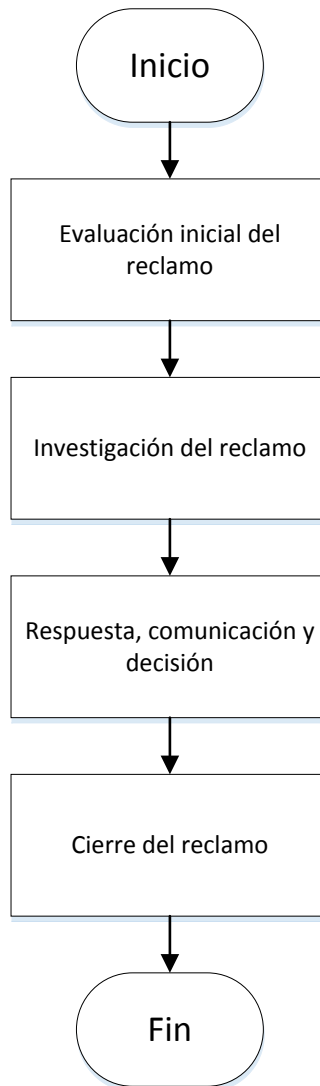 Inicio
Evaluación inicial del
reclamo
Investigación del reclamo
Respuesta, comunicación y
decisión
Cierre del reclamo
Fin